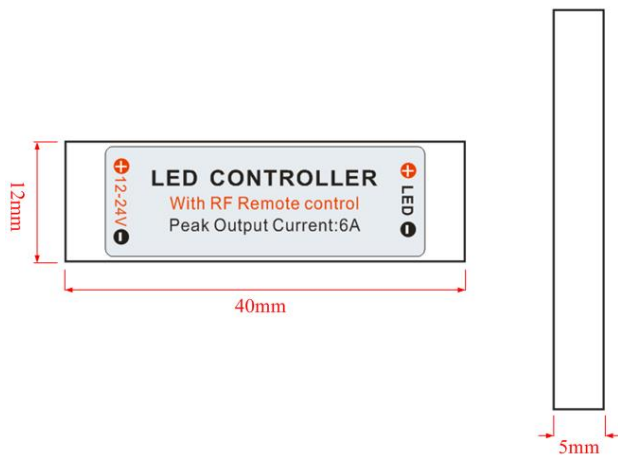 12mm
12-24V
LED CONTROLLER
With RF Remote control
Peak Output Current:6A
LED
40mm
5mm